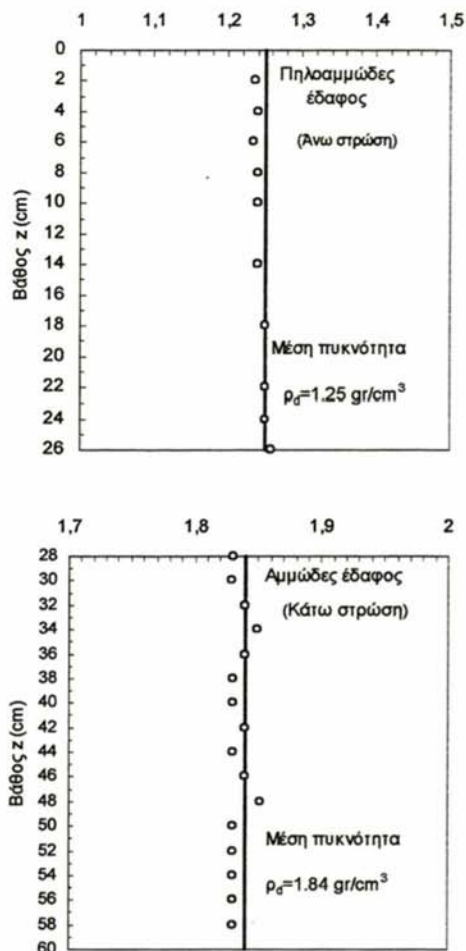 1 1,1 1,2 1,3 1,4 1,5
0
2
4
6
8
10
14
18
22
24
26
Βάθος z (cm)
Πηλοαμμώδες
έδαφος
(Άνω στρώση)
Μέση πυκνότητα
ρd=1.25 gr/cm³
1,7 1,8 1,9 2
28
30
32
34
36
38
40
42
44
46
48
50
52
54
56
58
60
Βάθος z (cm)
Αμμώδες έδαφος
(Κάτω στρώση)
Μέση πυκνότητα
ρd=1.84 gr/cm³